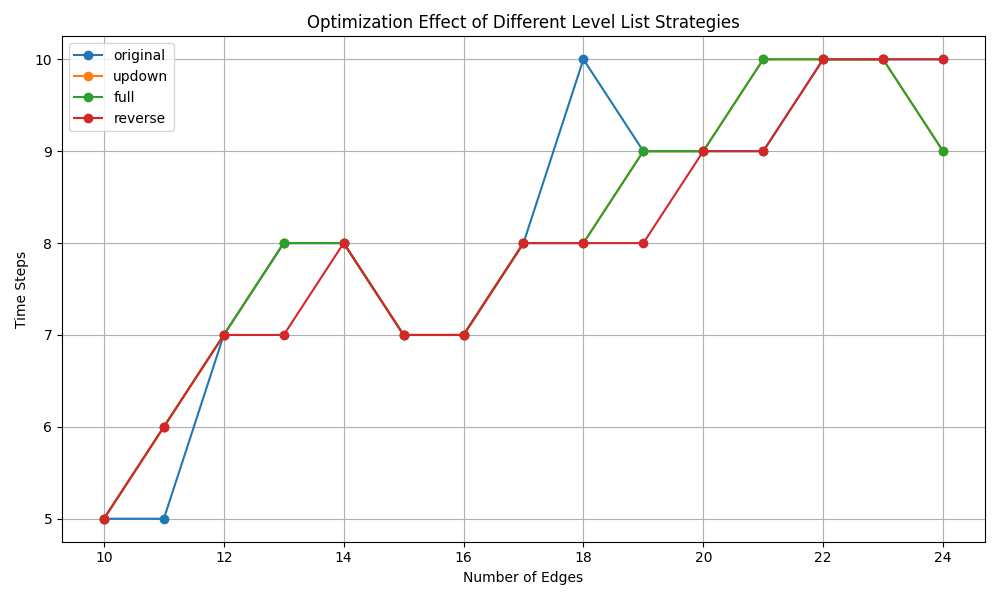 Optimization Effect of Different Level List Strategies
original
updown
full
reverse
10
9
8
7
6
5
Time Steps
10 12 14 16 18 20 22 24
Number of Edges